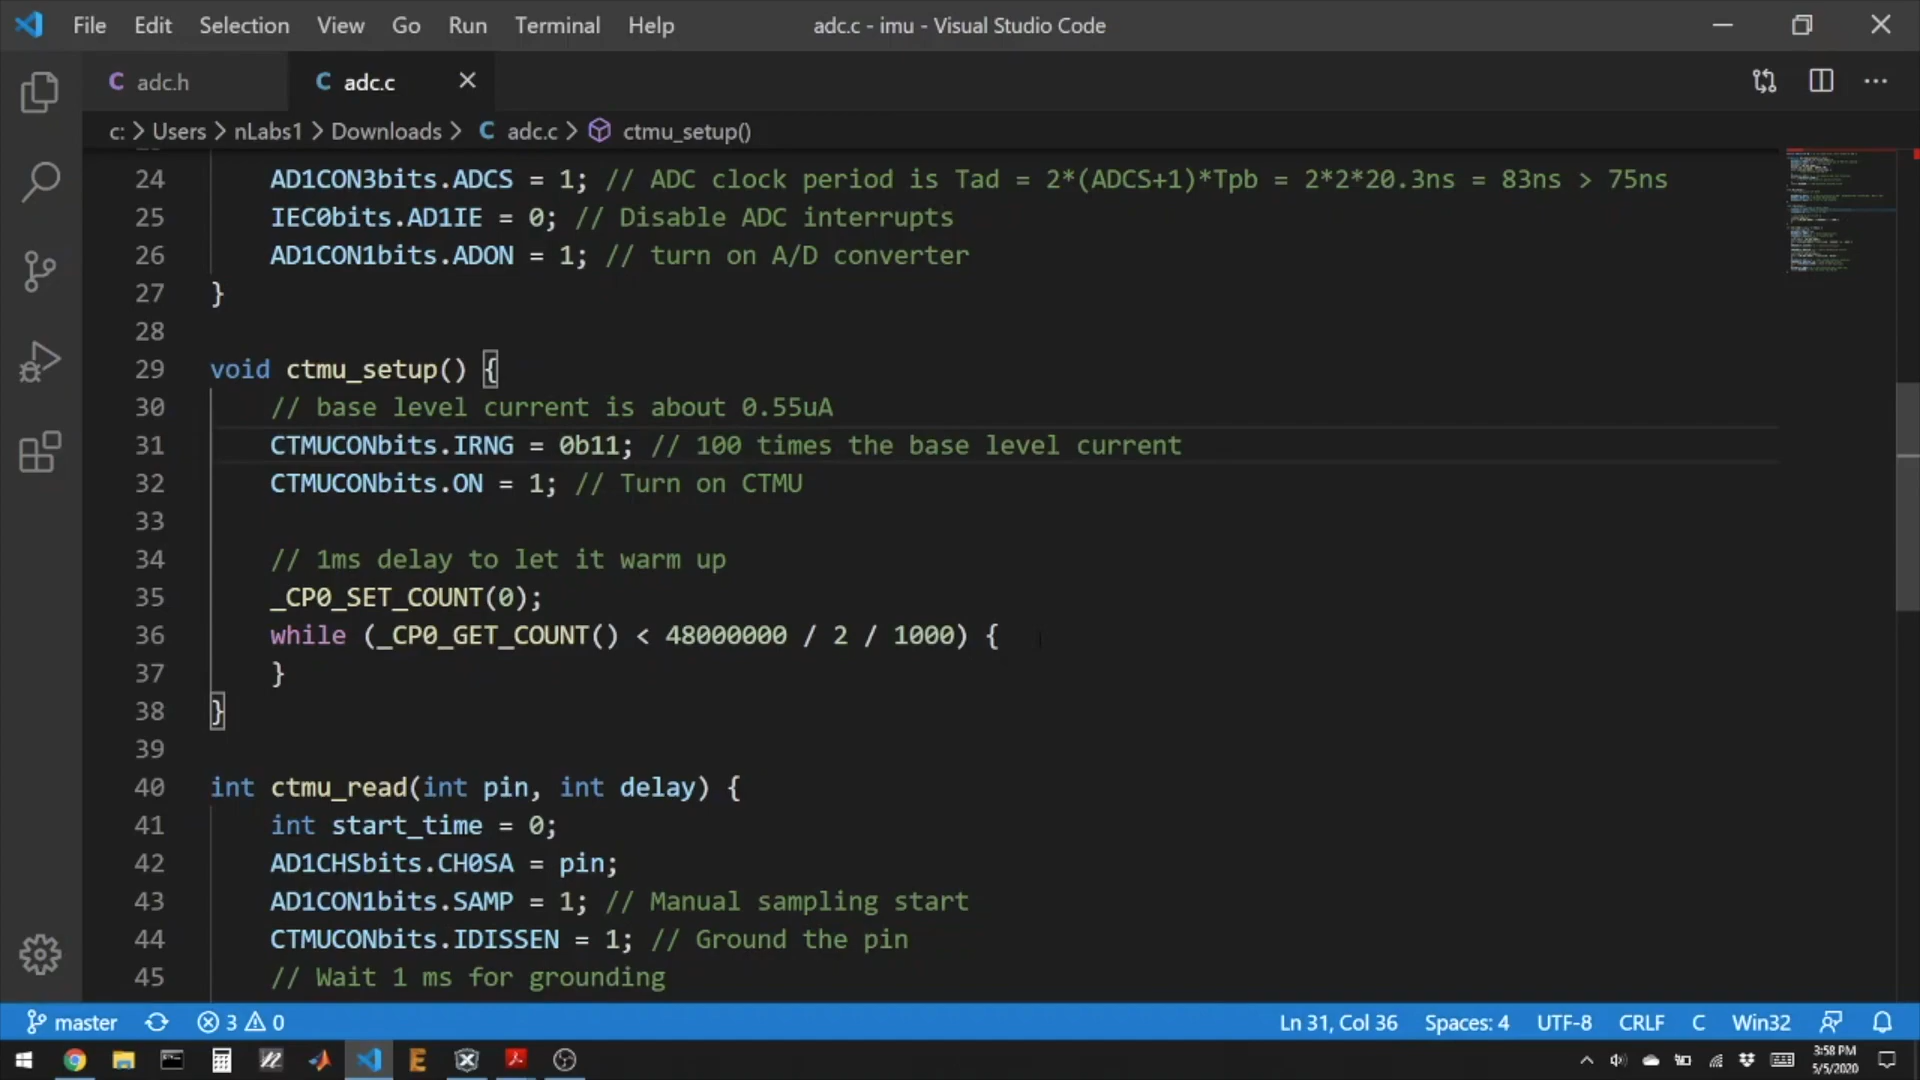 File Edit Selection View Go Run Terminal Help adc.c - imu - Visual Studio Code
C adc.h C adc.c
c: > Users > nLabs1 > Downloads > C adc.c > ctmu_setup()
24 AD1CON3bits.ADCS = 1; // ADC clock period is Tad = 2*(ADCS+1)*Tpb = 2*2*20.3ns = 83ns > 75ns
25 IEC0bits.AD1IE = 0; // Disable ADC interrupts
26 AD1CON1bits.ADON = 1; // turn on A/D converter
27 }
28
29 void ctmu_setup() {
30 // base level current is about 0.55uA
31 CTMUCONbits.IRNG = 0b11; // 100 times the base level current
32 CTMUCONbits.ON = 1; // Turn on CTMU
33
34 // 1ms delay to let it warm up
35 _CP0_SET_COUNT(0);
36 while (_CP0_GET_COUNT() < 48000000 / 2 / 1000) {
37 }
38 }
39
40 int ctmu_read(int pin, int delay) {
41 int start_time = 0;
42 AD1CHSbits.CH0SA = pin;
43 AD1CON1bits.SAMP = 1; // Manual sampling start
44 CTMUCONbits.IDISSEN = 1; // Ground the pin
45 // Wait 1 ms for grounding
master 3 0 Ln 31, Col 36 Spaces: 4 UTF-8 CRLF C Win32
3:58 PM
5/5/2020